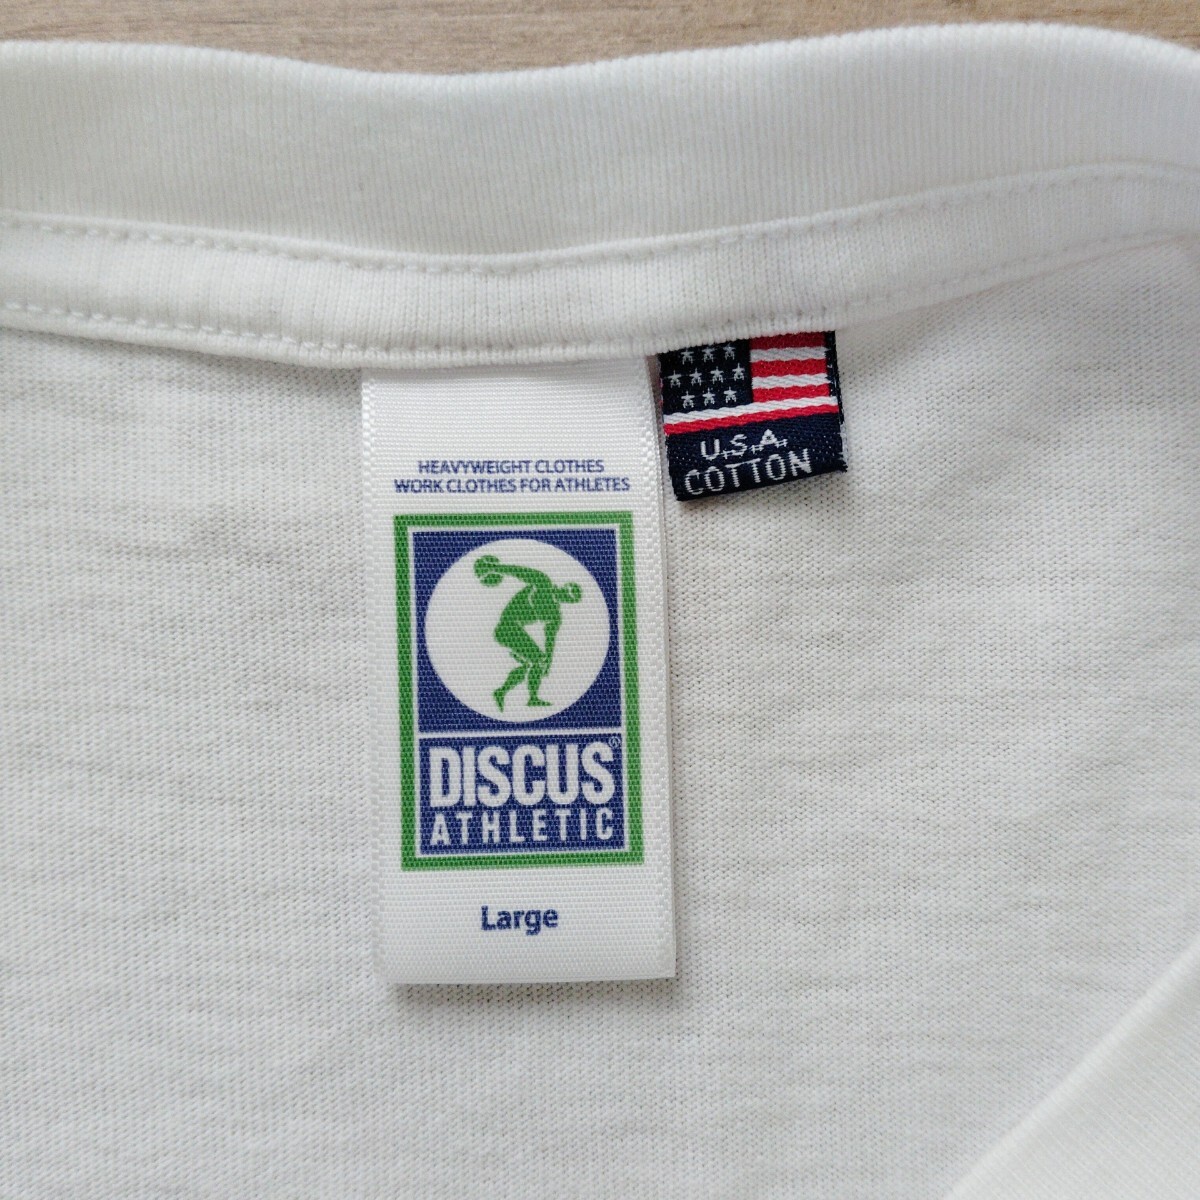 HEAVYWEIGHT CLOTHES
WORK CLOTHES FOR ATHLETES
DISCUS®
ATHLETIC
Large
U.S.A.
COTTON